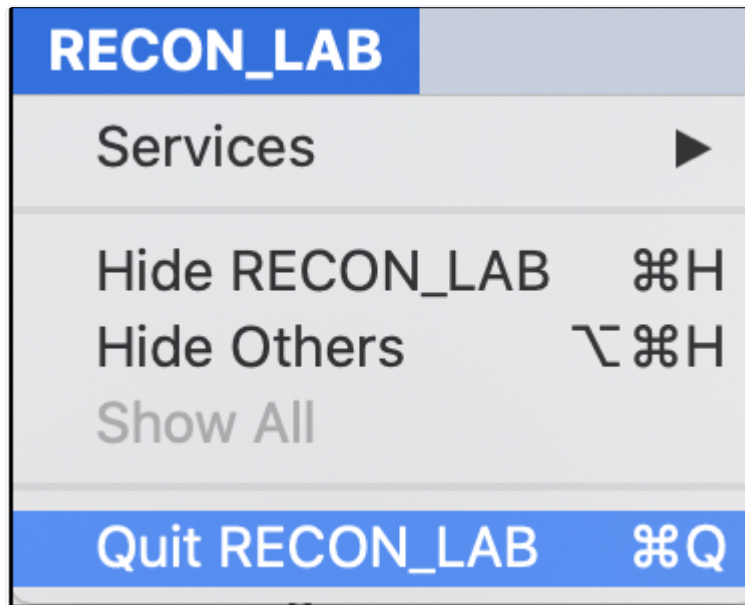 RECON_LAB
Services ▶
Hide RECON_LAB ⌘H
Hide Others ⌥⌘H
Show All
Quit RECON_LAB ⌘Q